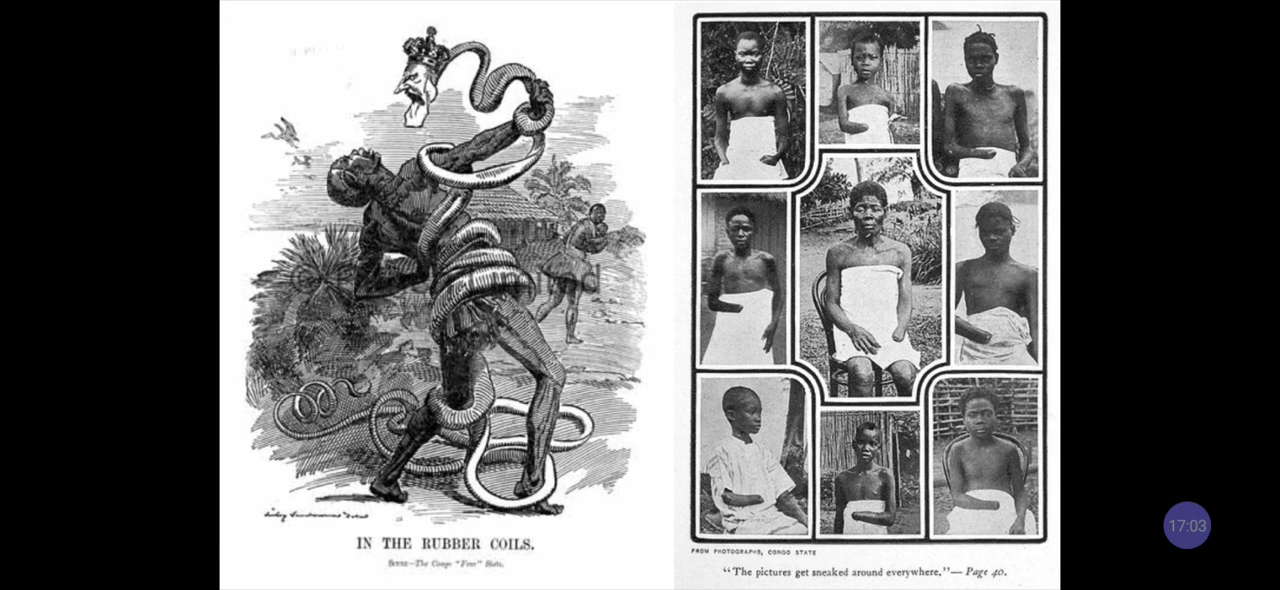 IN THE RUBBER COILS.
SCENE—The Congo "Free" State.
FROM PHOTOGRAPHS, CONGO STATE
"The pictures get sneaked around everywhere."—Page 40.
17:03